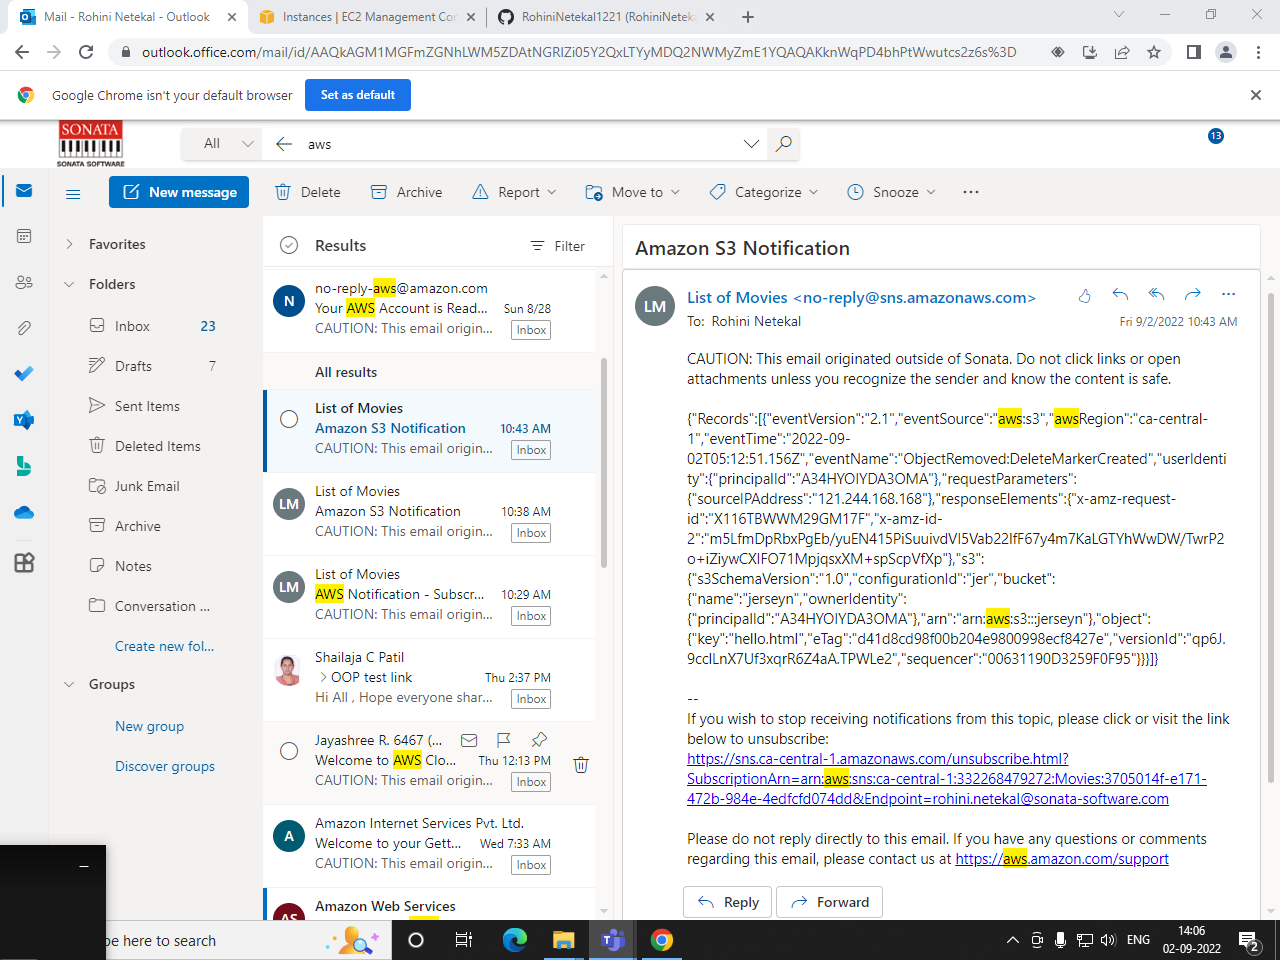 Mail - Rohini Netekal - Outlook
Instances | EC2 Management Con
RohiniNetekal1221 (RohiniNeteka
outlook.office.com/mail/id/AAQkAGM1MGFmZGNhLWM5ZDAtNGRlZi05Y2QxLTYyMDQ2NWMyZmE1YQAQAKknWqPD4bhPtWwutcs2z6s%3D
Google Chrome isn't your default browser
Set as default
SONATA
SONATA SOFTWARE
All
aws
13
New message
Delete
Archive
Report
Move to
Categorize
Snooze
Favorites
Folders
Inbox 23
Drafts 7
Sent Items
Deleted Items
Junk Email
Archive
Notes
Conversation ...
Create new fol...
Groups
New group
Discover groups
Results
Filter
N
no-reply-aws@amazon.com
Your AWS Account is Read... Sun 8/28
CAUTION: This email origin... Inbox
All results
List of Movies
Amazon S3 Notification 10:43 AM
CAUTION: This email origin... Inbox
LM
List of Movies
Amazon S3 Notification 10:38 AM
CAUTION: This email origin... Inbox
LM
List of Movies
AWS Notification - Subscr... 10:29 AM
CAUTION: This email origin... Inbox
Shailaja C Patil
OOP test link Thu 2:37 PM
Hi All , Hope everyone shar... Inbox
Jayashree R. 6467 (...
Welcome to AWS Clo... Thu 12:13 PM
CAUTION: This email origin... Inbox
A
Amazon Internet Services Pvt. Ltd.
Welcome to your Gett... Wed 7:33 AM
CAUTION: This email origin... Inbox
AS
Amazon Web Services
Amazon S3 Notification
LM
List of Movies <no-reply@sns.amazonaws.com>
To: Rohini Netekal
Fri 9/2/2022 10:43 AM
CAUTION: This email originated outside of Sonata. Do not click links or open
attachments unless you recognize the sender and know the content is safe.
{"Records":[{"eventVersion":"2.1","eventSource":"aws:s3","awsRegion":"ca-central-
1","eventTime":"2022-09-
02T05:12:51.156Z","eventName":"ObjectRemoved:DeleteMarkerCreated","userIdenti
ty":{"principalId":"A34HYOIYDA3OMA"},"requestParameters":
{"sourceIPAddress":"121.244.168.168"},"responseElements":{"x-amz-request-
id":"X116TBWWM29GM17F","x-amz-id-
2":"m5LfmDpRbxPgEb/yuEN415PiSuuivdVI5Vab22IfF67y4m7KaLGTYhWwDW/TwrP2
o+iZiywCXIFO71MpjqsxXM+spScpVfXp"},"s3":
{"s3SchemaVersion":"1.0","configurationId":"jer","bucket":
{"name":"jerseyn","ownerIdentity":
{"principalId":"A34HYOIYDA3OMA"},"arn":"arn:aws:s3:::jerseyn"},"object":
{"key":"hello.html","eTag":"d41d8cd98f00b204e9800998ecf8427e","versionId":"qp6J.
9cclLnX7Uf3xqrR6Z4aA.TPWLe2","sequencer":"00631190D3259F0F95"}}}]}
--
If you wish to stop receiving notifications from this topic, please click or visit the link
below to unsubscribe:
https://sns.ca-central-1.amazonaws.com/unsubscribe.html?
SubscriptionArn=arn:aws:sns:ca-central-1:332268479272:Movies:3705014f-e171-
472b-984e-4edfcfd074dd&Endpoint=rohini.netekal@sonata-software.com
Please do not reply directly to this email. If you have any questions or comments
regarding this email, please contact us at https://aws.amazon.com/support
Reply
Forward
pe here to search
ENG
14:06
02-09-2022
2